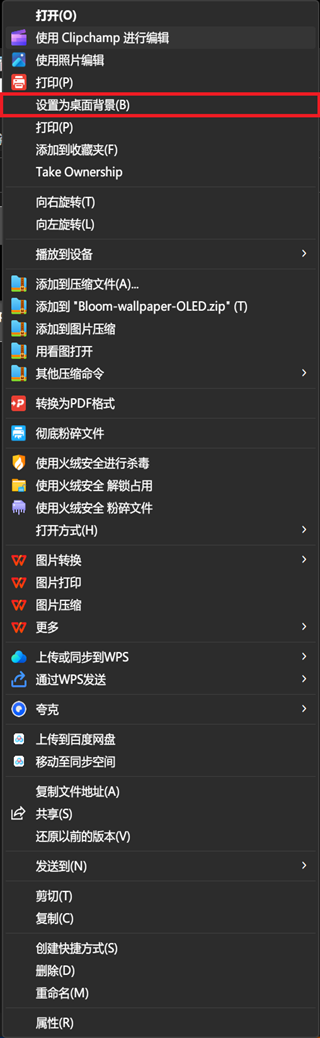 打开(O)
使用 Clipchamp 进行编辑
使用照片编辑
打印(P)
设置为桌面背景(B)
打印(P)
添加到收藏夹(F)
Take Ownership
向右旋转(T)
向左旋转(L)
播放到设备
添加到压缩文件(A)...
添加到 "Bloom-wallpaper-OLED.zip" (T)
添加到图片压缩
用看图打开
其他压缩命令
转换为PDF格式
彻底粉碎文件
使用火绒安全进行杀毒
使用火绒安全 解锁占用
使用火绒安全 粉碎文件
打开方式(H)
图片转换
图片打印
图片压缩
更多
上传或同步到WPS
通过WPS发送
夸克
上传到百度网盘
移动至同步空间
复制文件地址(A)
共享(S)
还原以前的版本(V)
发送到(N)
剪切(T)
复制(C)
创建快捷方式(S)
删除(D)
重命名(M)
属性(R)